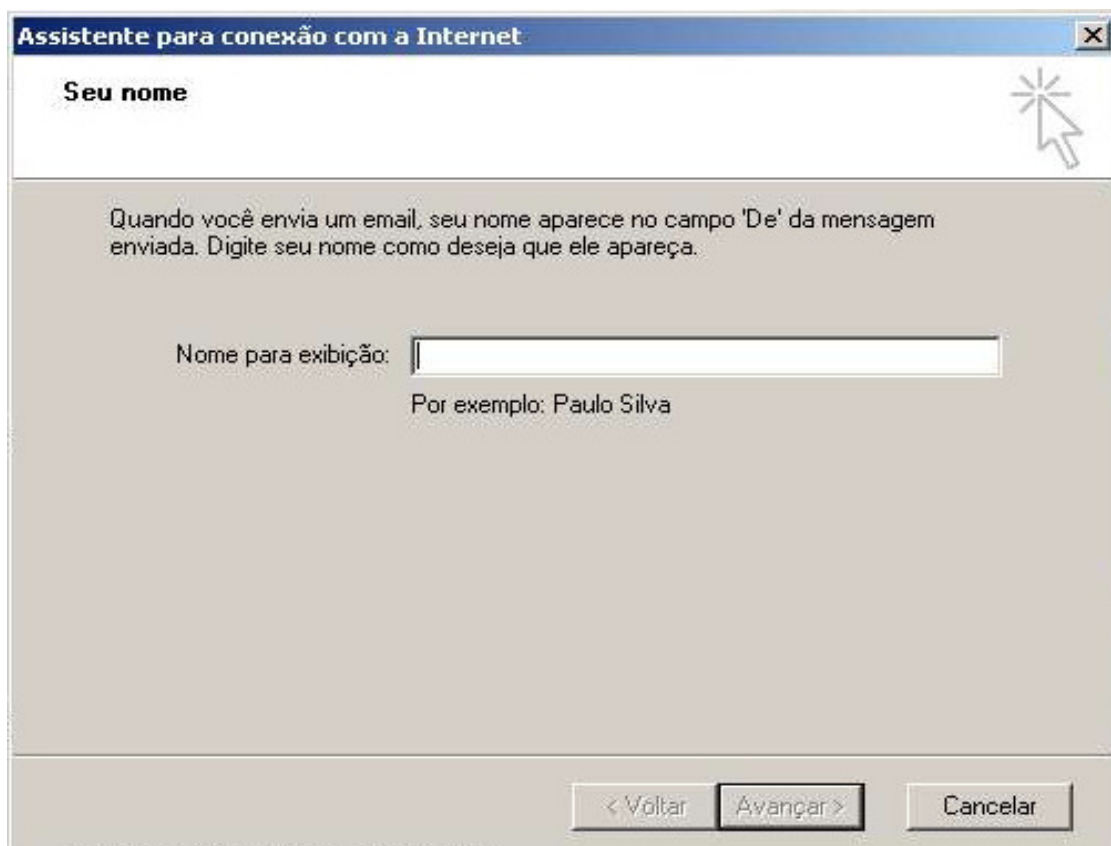 Assistente para conexão com a Internet
Seu nome
Quando você envia um email, seu nome aparece no campo 'De' da mensagem
enviada. Digite seu nome como deseja que ele apareça.
Nome para exibição:
Por exemplo: Paulo Silva
< Voltar
Avançar >
Cancelar